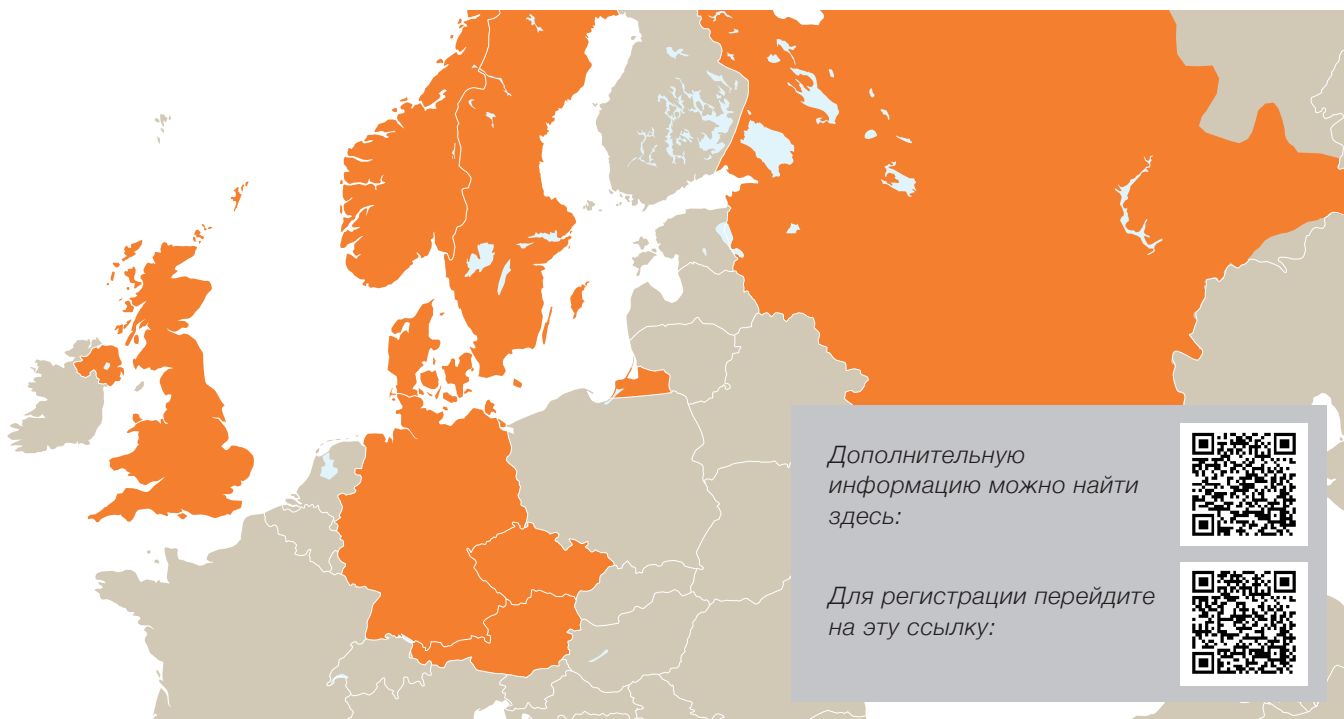 Дополнительную
информацию можно найти
здесь:
Для регистрации перейдите
на эту ссылку: